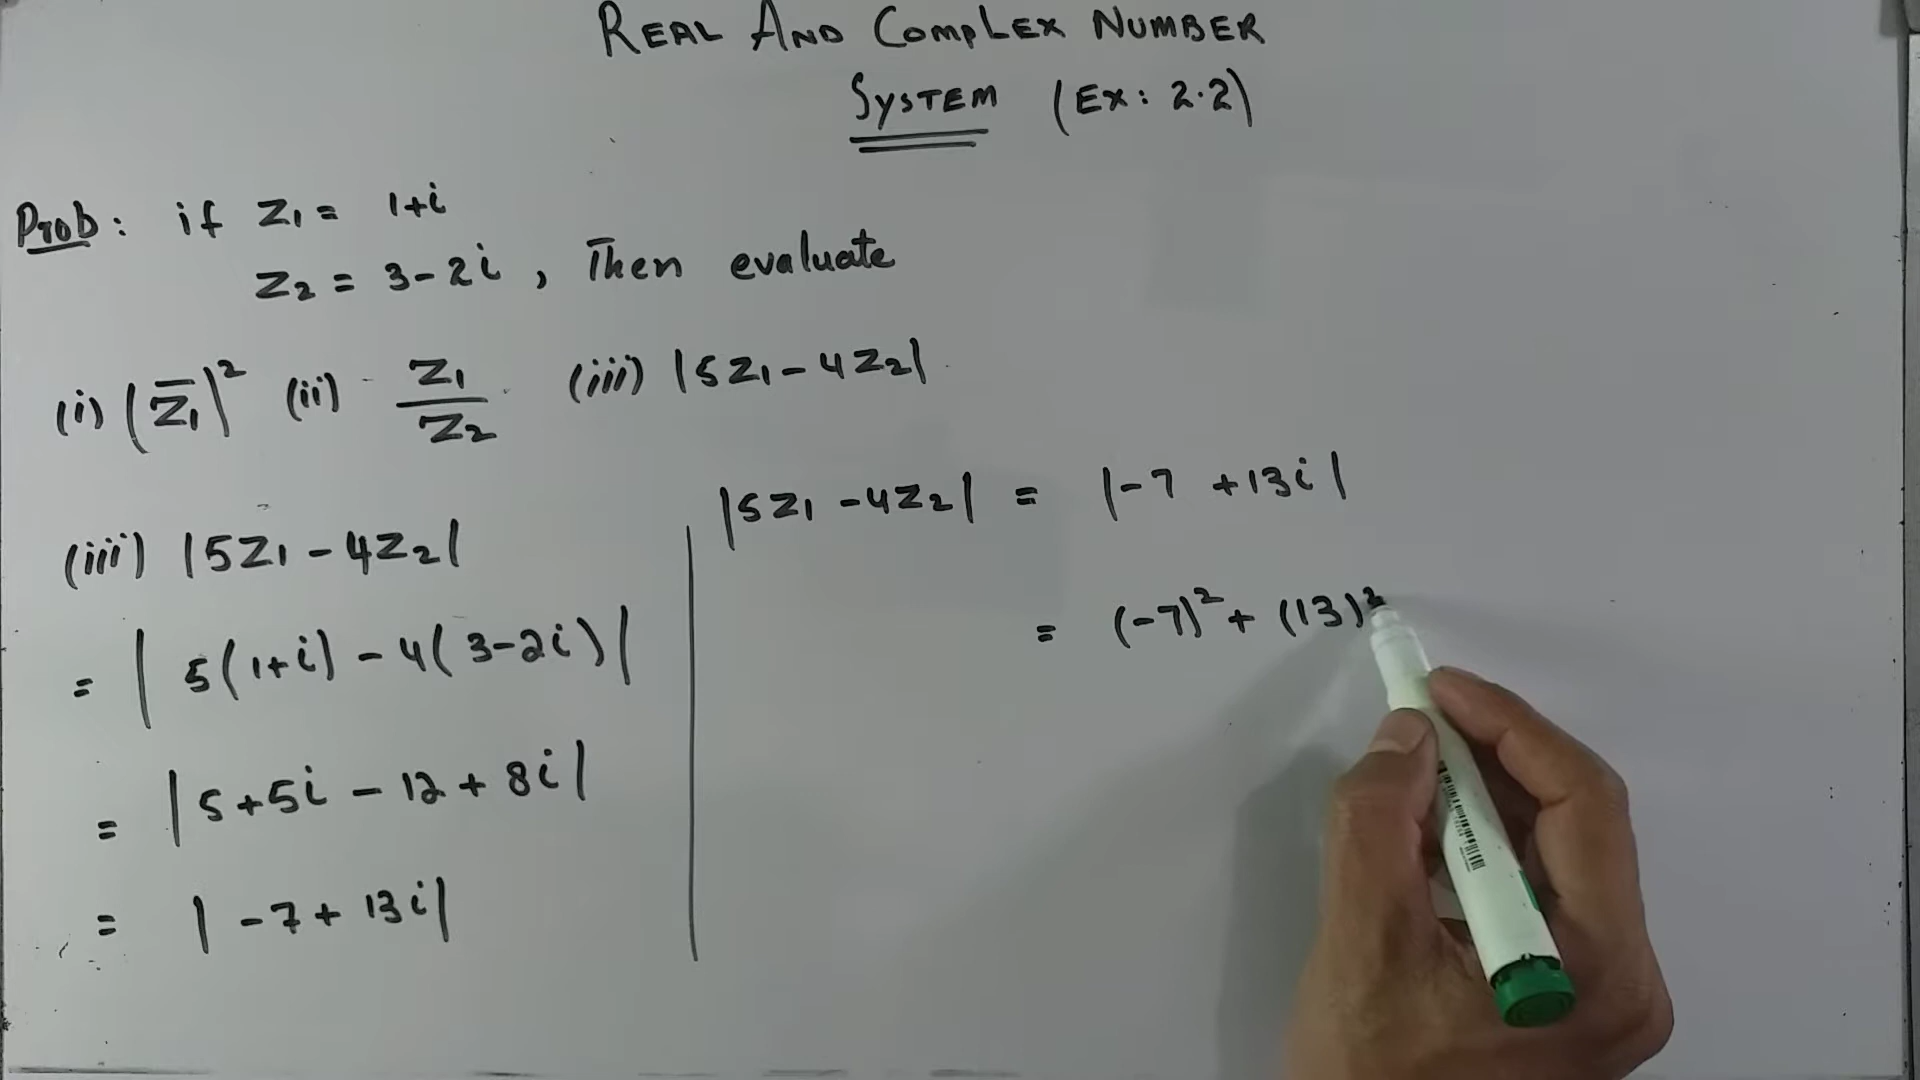 REAL AND COMPLEX NUMBER
SYSTEM (Ex: 2.2)
Prob: if Z₁ = 1+i
Z₂ = 3-2i, Then evaluate
(i) (Z̅₁)² (ii) Z₁/Z₂ (iii) |5Z₁-4Z₂|
(iii) |5Z₁-4Z₂|
= |5(1+i) - 4(3-2i)|
= |5+5i - 12 + 8i|
= |-7+13i|
|5Z₁-4Z₂| = |-7+13i|
= (-7)² + (13)²